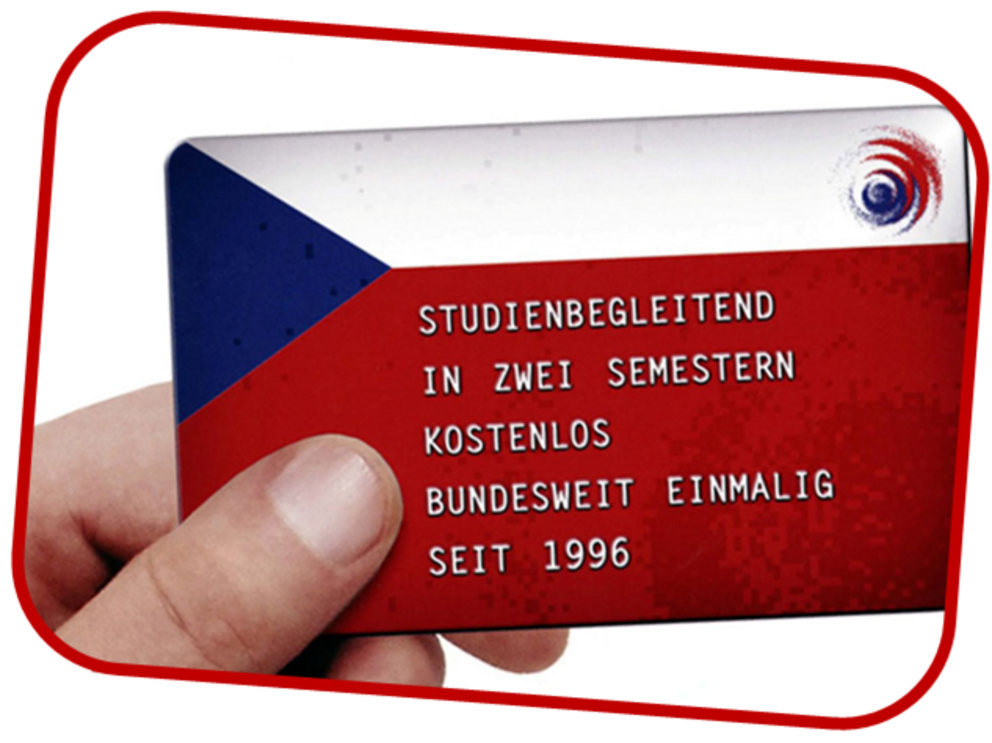 STUDIENBEGLEITEND
IN ZWEI SEMESTERN
KOSTENLOS
BUNDESWEIT EINMALIG
SEIT 1996